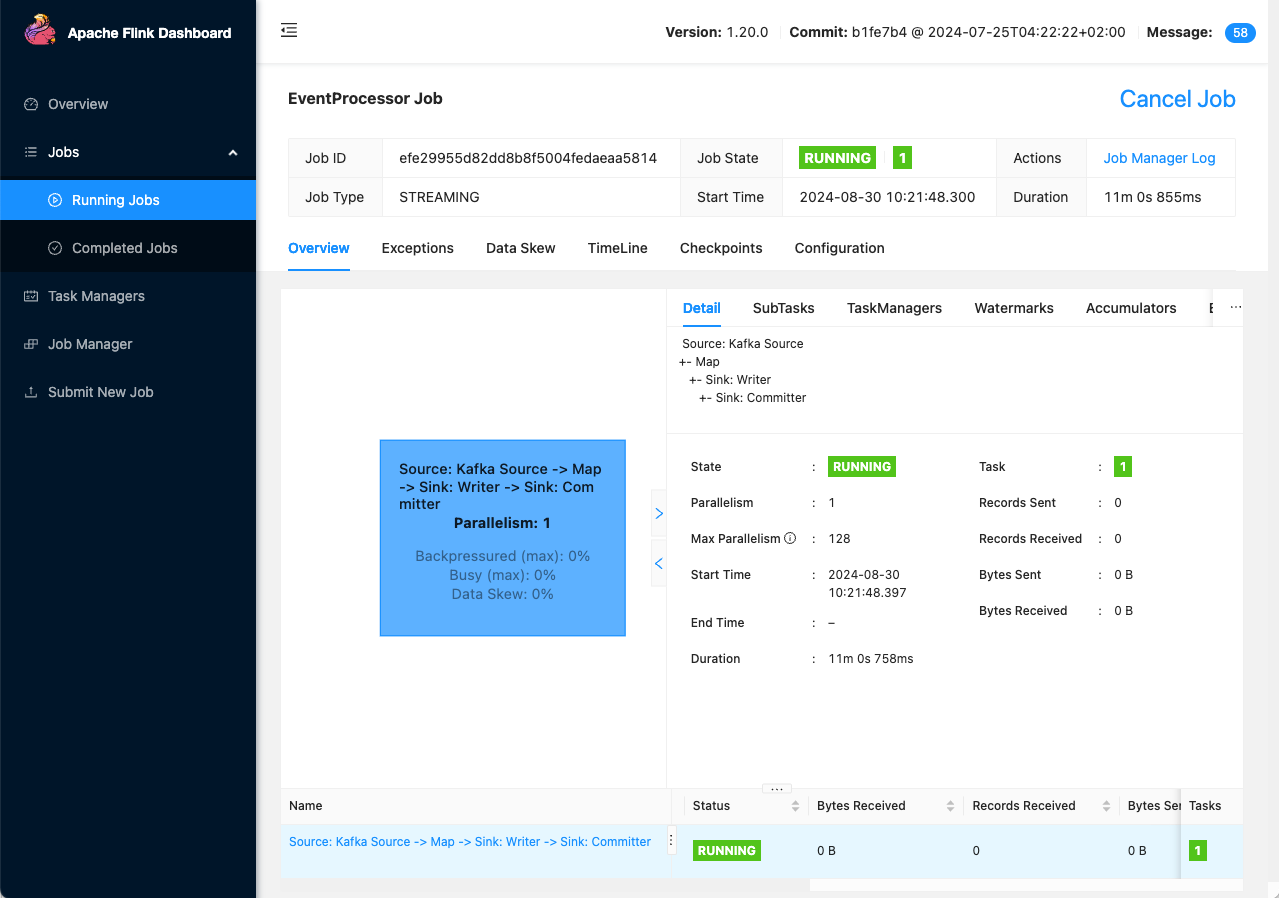 Apache Flink Dashboard
Version: 1.20.0 Commit: b1fe7b4 @ 2024-07-25T04:22:22+02:00 Message: 58
Overview
Jobs
Running Jobs
Completed Jobs
Task Managers
Job Manager
Submit New Job
EventProcessor Job
Cancel Job
Job ID efe29955d82dd8b8f5004fedaeaa5814 Job State RUNNING 1 Actions Job Manager Log
Job Type STREAMING Start Time 2024-08-30 10:21:48.300 Duration 11m 0s 855ms
Overview Exceptions Data Skew TimeLine Checkpoints Configuration
Source: Kafka Source -> Map
-> Sink: Writer -> Sink: Com
mitter
Parallelism: 1
Backpressured (max): 0%
Busy (max): 0%
Data Skew: 0%
Detail SubTasks TaskManagers Watermarks Accumulators ···
Source: Kafka Source
+- Map
+- Sink: Writer
+- Sink: Committer
State : RUNNING Task : 1
Parallelism : 1 Records Sent : 0
Max Parallelism : 128 Records Received : 0
Start Time : 2024-08-30 Bytes Sent : 0 B
10:21:48.397
Bytes Received : 0 B
End Time : –
Duration : 11m 0s 758ms
Name Status Bytes Received Records Received Bytes Ser Tasks
Source: Kafka Source -> Map -> Sink: Writer -> Sink: Committer RUNNING 0 B 0 0 B 1